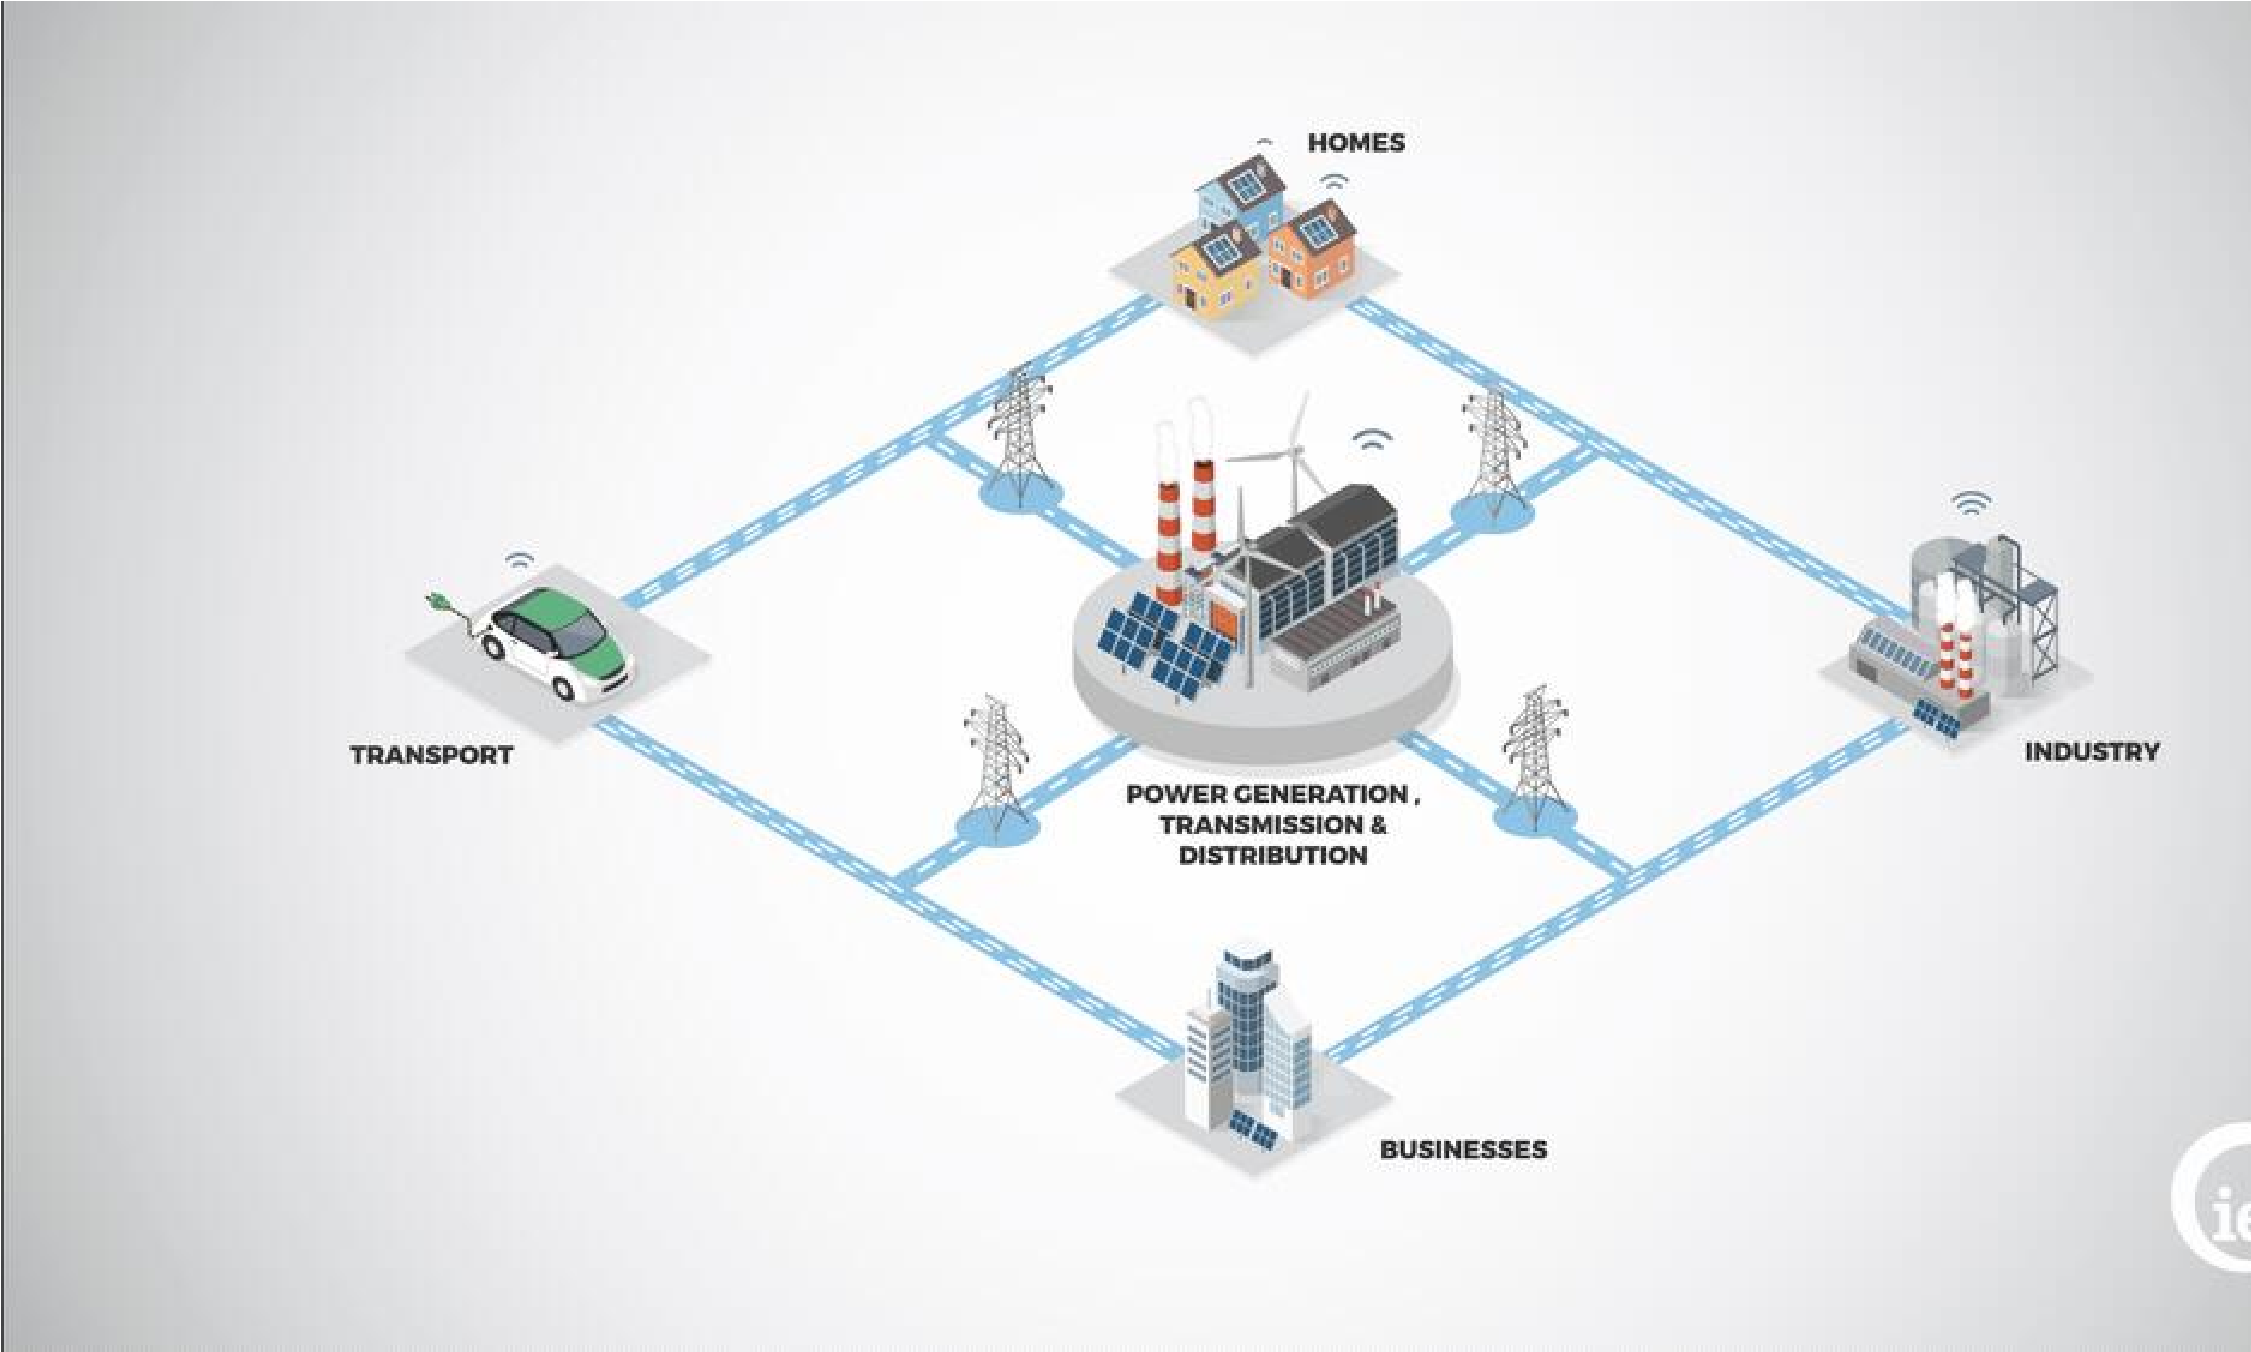 HOMES
TRANSPORT
INDUSTRY
POWER GENERATION ,
TRANSMISSION &
DISTRIBUTION
BUSINESSES